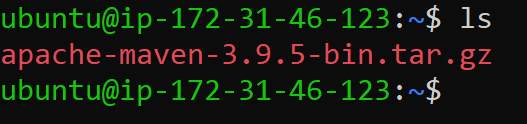 ubuntu@ip-172-31-46-123:~$ ls
apache-maven-3.9.5-bin.tar.gz
ubuntu@ip-172-31-46-123:~$